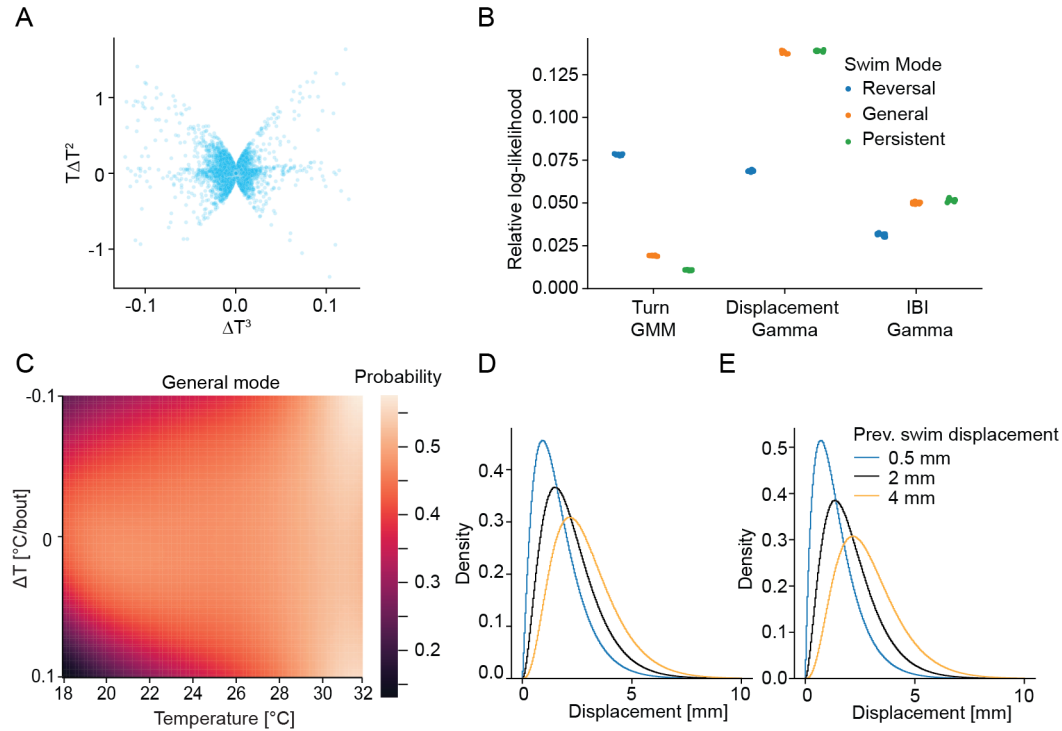 A
TΔT²
1
0
-1
-0.1
0.0
0.1
ΔT³
B
Relative log-likelihood
0.125
0.100
0.075
0.050
0.025
0.000
Swim Mode
Reversal
General
Persistent
Turn
GMM
Displacement
Gamma
IBI
Gamma
C
General mode
Probability
ΔT [°C/bout]
-0.1
0
0.1
18
20
22
24
26
28
30
32
Temperature [°C]
0.5
0.4
0.3
0.2
D
Density
0.4
0.3
0.2
0.1
0.0
0
5
10
Displacement [mm]
E
Prev. swim displacement
0.5 mm
2 mm
4 mm
Density
0.5
0.4
0.3
0.2
0.1
0.0
0
5
10
Displacement [mm]